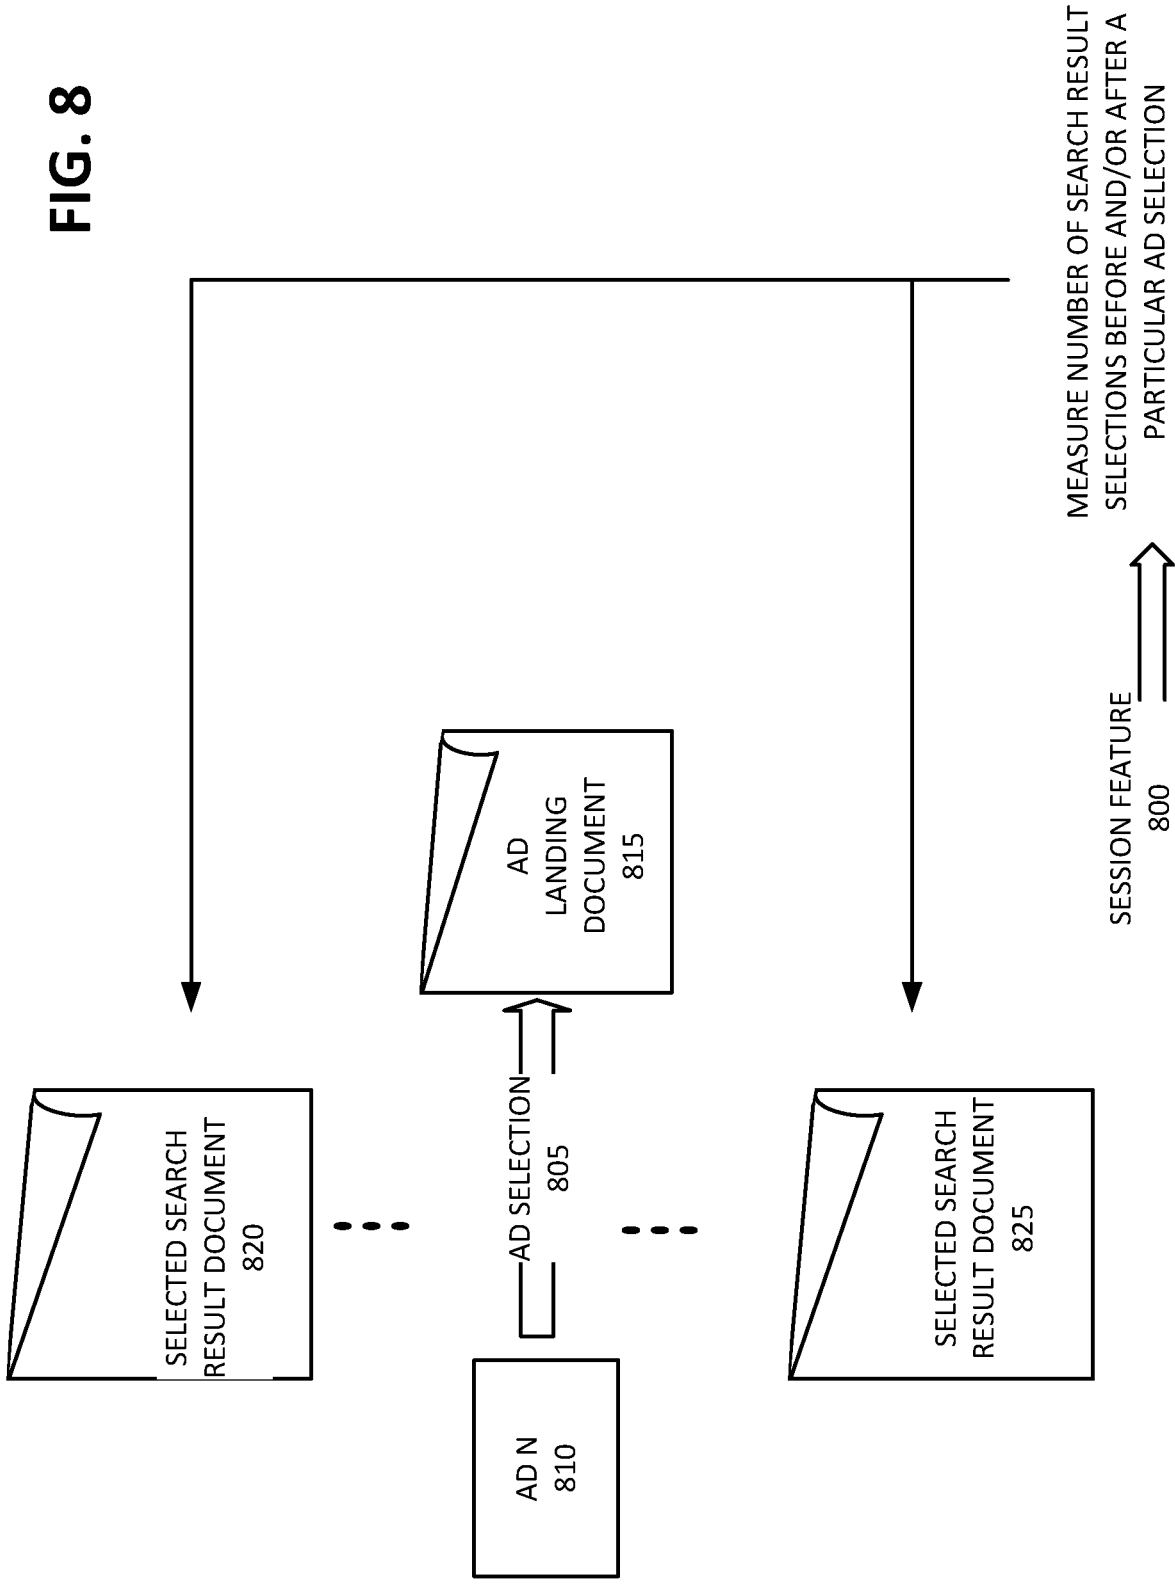 FIG. 8
SELECTED SEARCH
RESULT DOCUMENT
820
AD N
810
AD SELECTION
805
AD
LANDING
DOCUMENT
815
SELECTED SEARCH
RESULT DOCUMENT
825
SESSION FEATURE
800
MEASURE NUMBER OF SEARCH RESULT
SELECTIONS BEFORE AND/OR AFTER A
PARTICULAR AD SELECTION